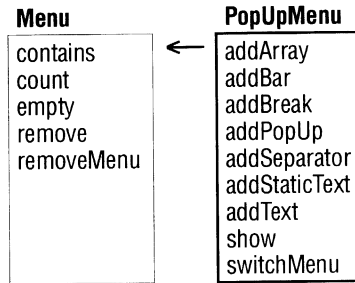 Menu
contains
count
empty
remove
removeMenu
PopUpMenu
addArray
addBar
addBreak
addPopUp
addSeparator
addStaticText
addText
show
switchMenu